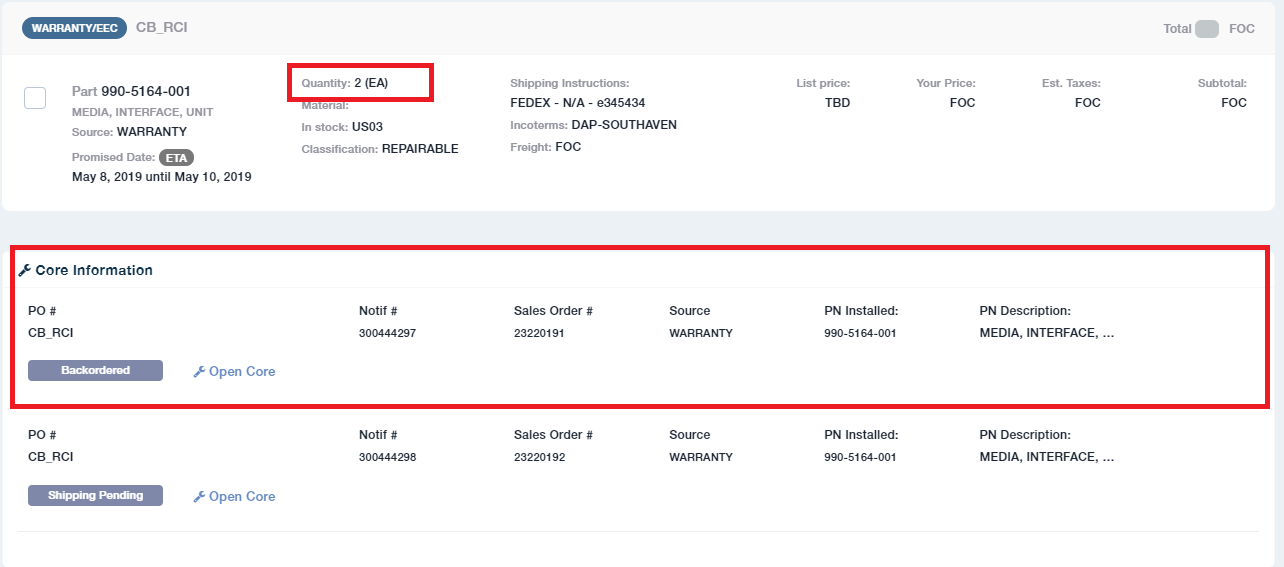 WARRANTY/EEC CB_RCI Total FOC
Part 990-5164-001
MEDIA, INTERFACE, UNIT
Source: WARRANTY
Promised Date: ETA
May 8, 2019 until May 10, 2019
Quantity: 2 (EA)
Material:
In stock: US03
Classification: REPAIRABLE
Shipping Instructions:
FEDEX - N/A - e345434
Incoterms: DAP-SOUTHAVEN
Freight: FOC
List price:
TBD
Your Price:
FOC
Est. Taxes:
FOC
Subtotal:
FOC
Core Information
PO # Notif # Sales Order # Source PN Installed: PN Description:
CB_RCI 300444297 23220191 WARRANTY 990-5164-001 MEDIA, INTERFACE, ...
Backordered Open Core
PO # Notif # Sales Order # Source PN Installed: PN Description:
CB_RCI 300444298 23220192 WARRANTY 990-5164-001 MEDIA, INTERFACE, ...
Shipping Pending Open Core